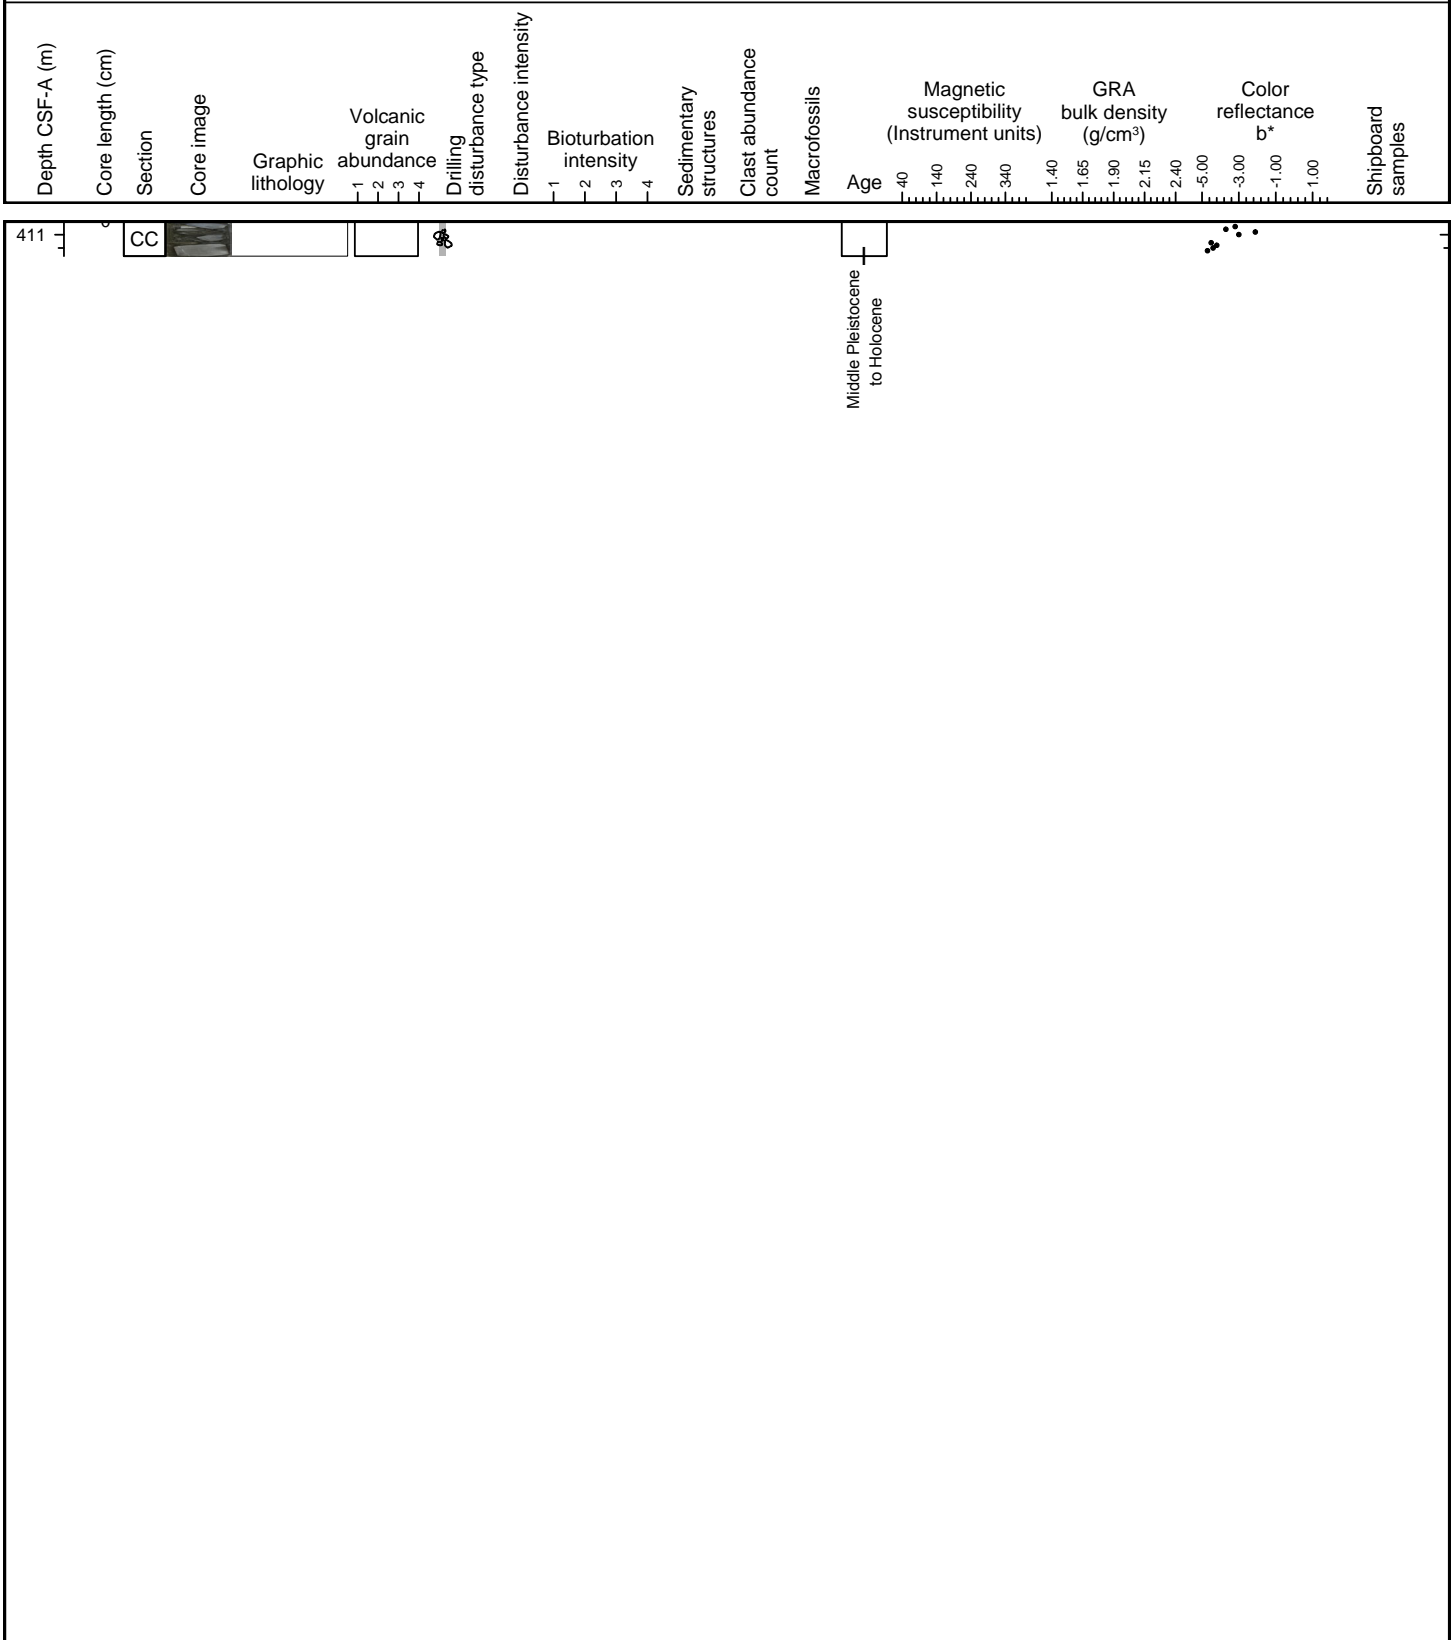 Depth CSF-A (m)
Core length (cm)
Section
Core image
Graphic
lithology
Volcanic
grain
abundance
1 2 3 4
Drilling
disturbance type
Disturbance intensity
Bioturbation
intensity
1 2 3 4
Sedimentary
structures
Clast abundance
count
Macrofossils
Age
Magnetic
susceptibility
(Instrument units)
40 140 240 340
GRA
bulk density
(g/cm³)
1.40 1.65 1.90 2.15 2.40
Color
reflectance
b*
-5.00 -3.00 -1.00 1.00
Shipboard
samples
411
CC
Middle Pleistocene
to Holocene